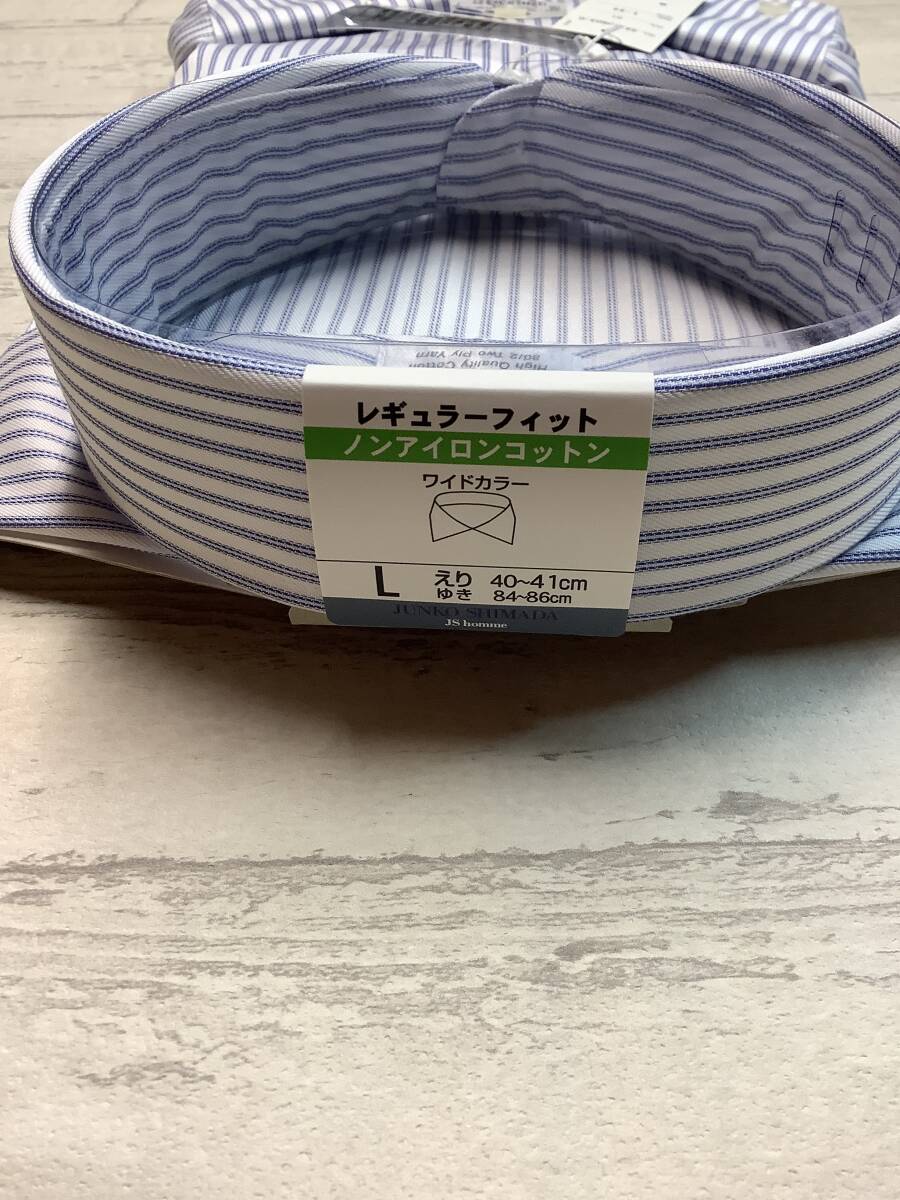 High Quality Cotton
80/2 Two Ply Yarn
レギュラーフィット
ノンアイロンコットン
ワイドカラー
L えり 40~41cm
ゆき 84~86cm
JUNKO SHIMADA
JS homme